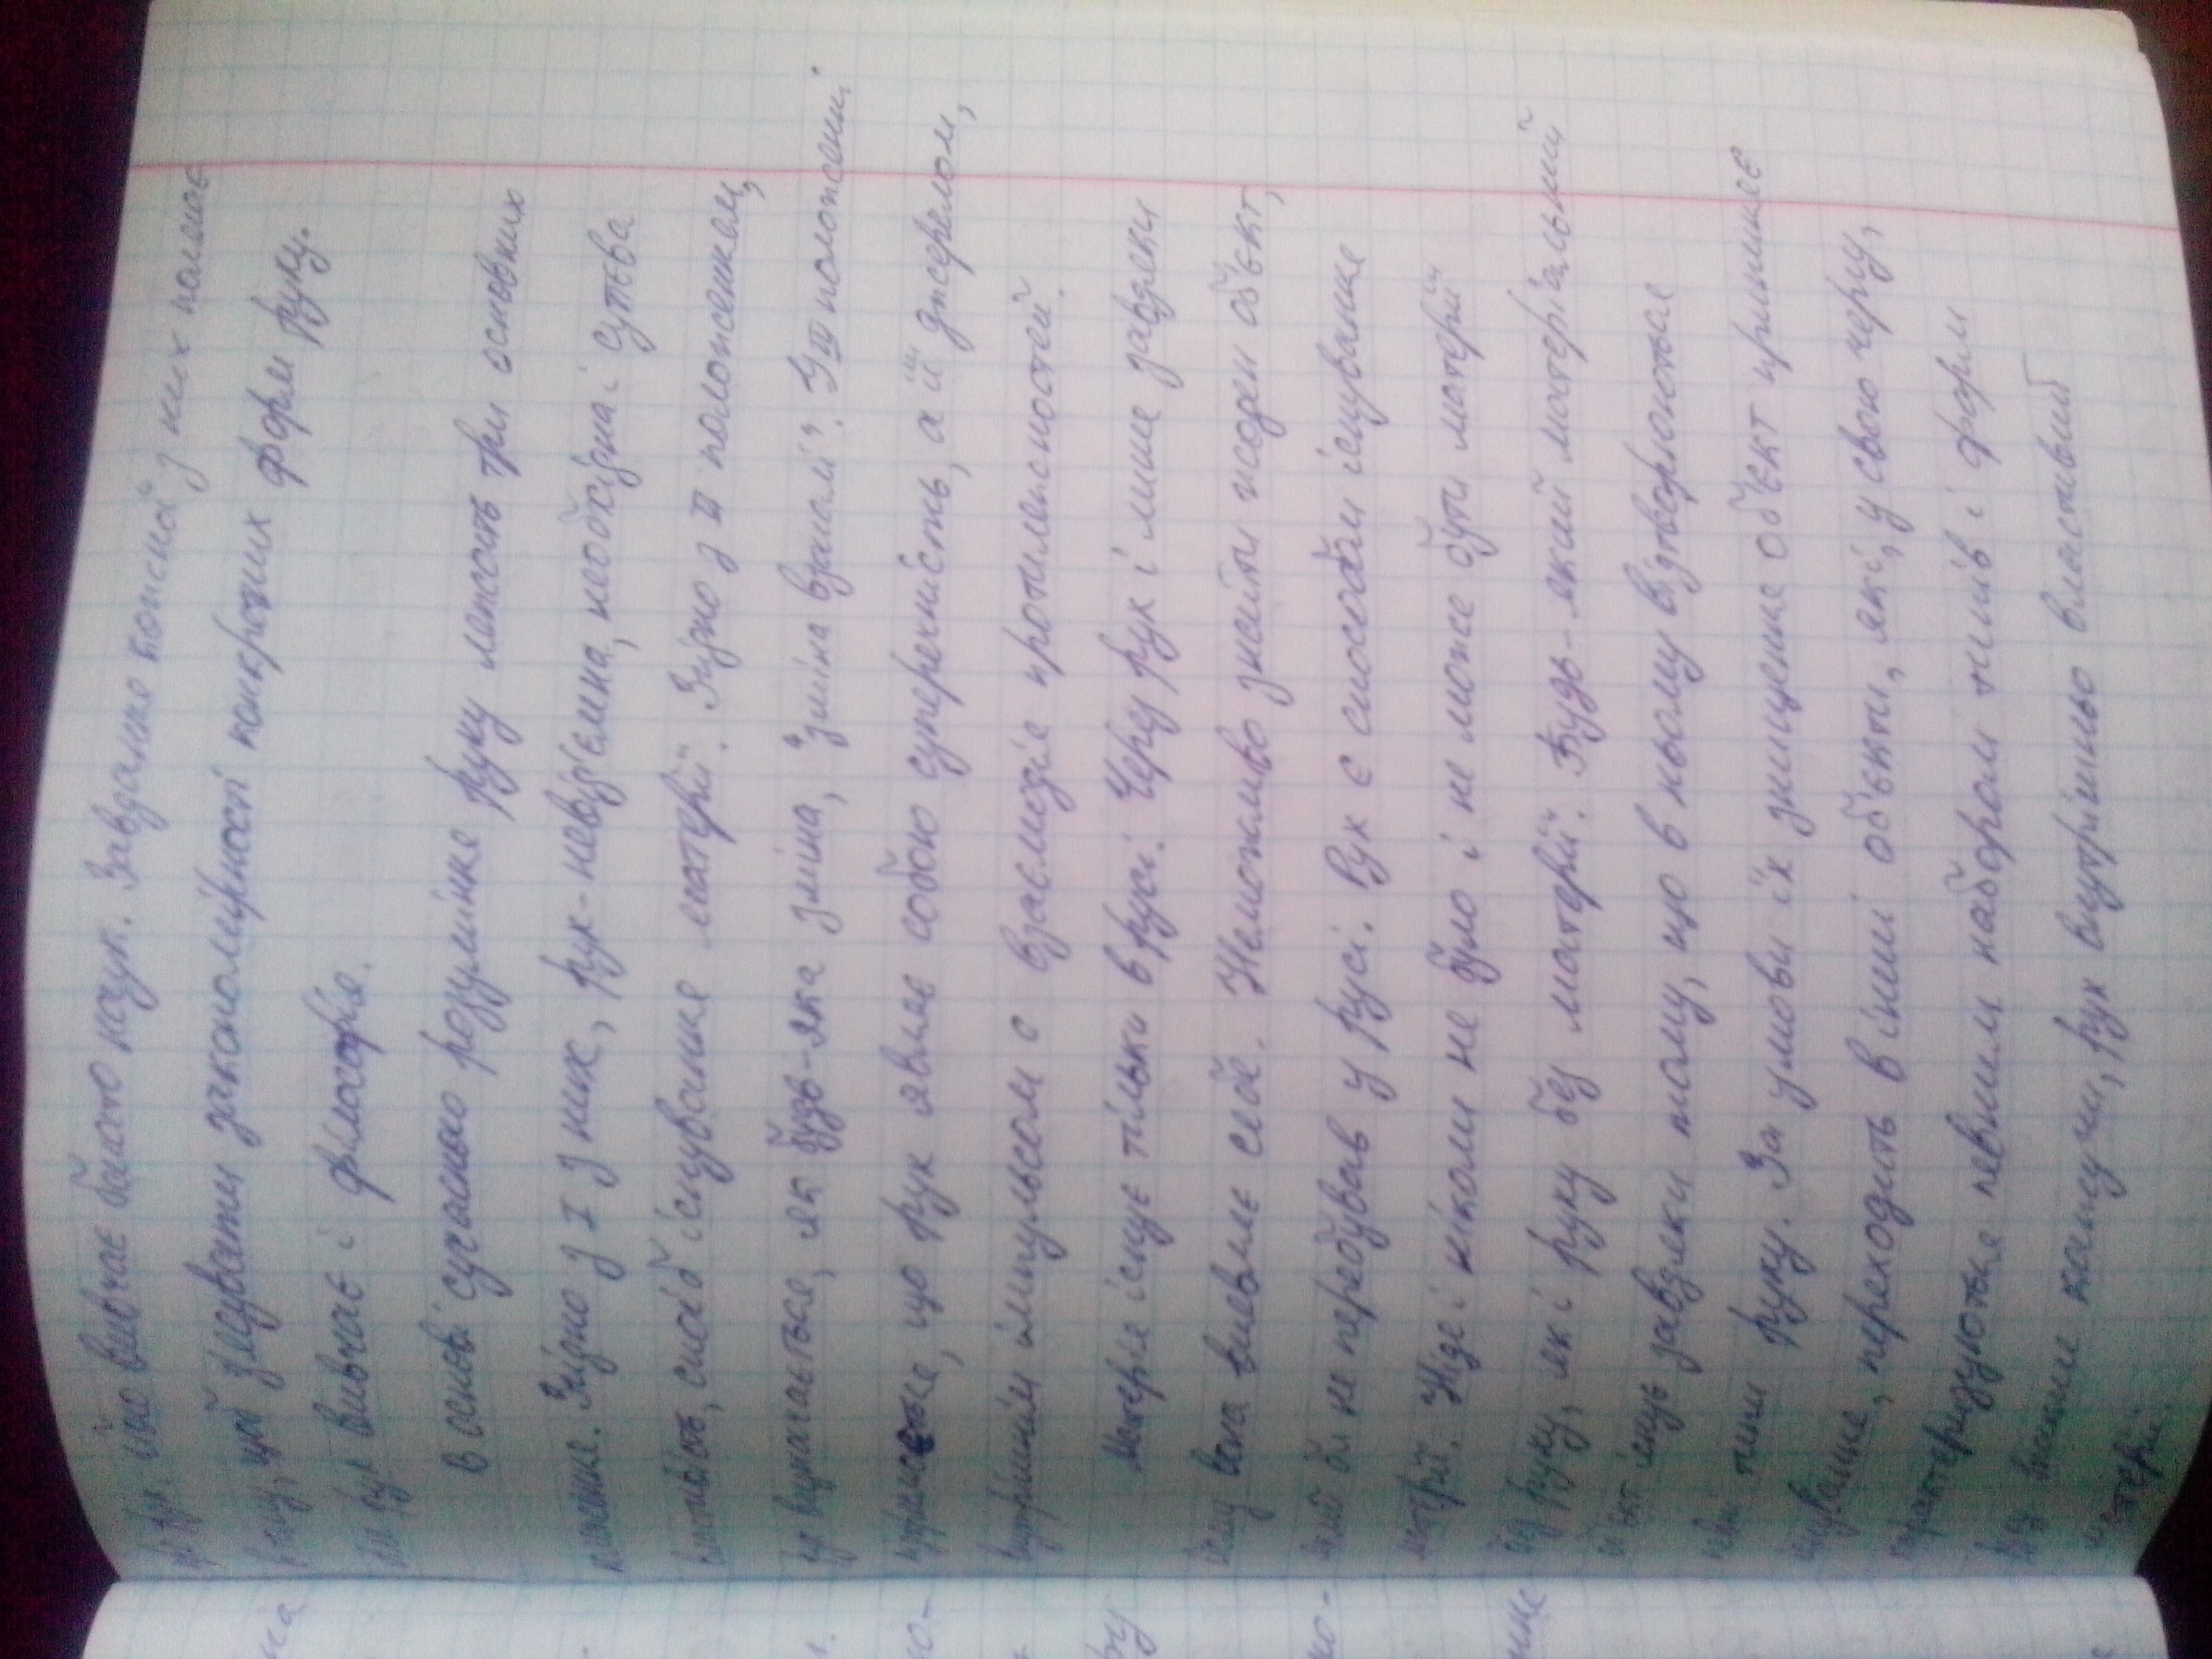 про рух. Його вивчає багато наук. Завдання кожної з них полягає
в тому, щоб з'ясувати закономірності конкретних форм руху.
рух вивчає і філософія.
В основі сучасного розуміння руху лежать три основних
положення. Згідно з I з них, рух - невід'ємна, необхідна і суттєва
властивість, спосіб існування матерії. Згідно з II положенням,
рух визначається, як будь-яка зміна, "зміна взагалі". У III положенні
підкреслюється, що рух являє собою суперечність, а її джерелом,
внутрішнім імпульсом є взаємодія протилежностей.
Матерія існує тільки в русі. Через рух і лише завдяки
йому вона виявляє себе. Неможливо знайти жоден об'єкт,
який би не перебував у русі. Рух є способом існування
матерії. Ніде і ніколи не було і не може бути матерії
без руху, як і руху без матерії. Будь-який матеріальний
об'єкт існує завдяки тому, що в ньому відтворюються
певні типи руху. За умови їх знищення об'єкт припиняє
існування, переходить в інші об'єкти, які, у свою чергу,
характеризуються певним набором типів і форм
руху. Інакше кажучи, рух внутрішньо властивий
матерії.